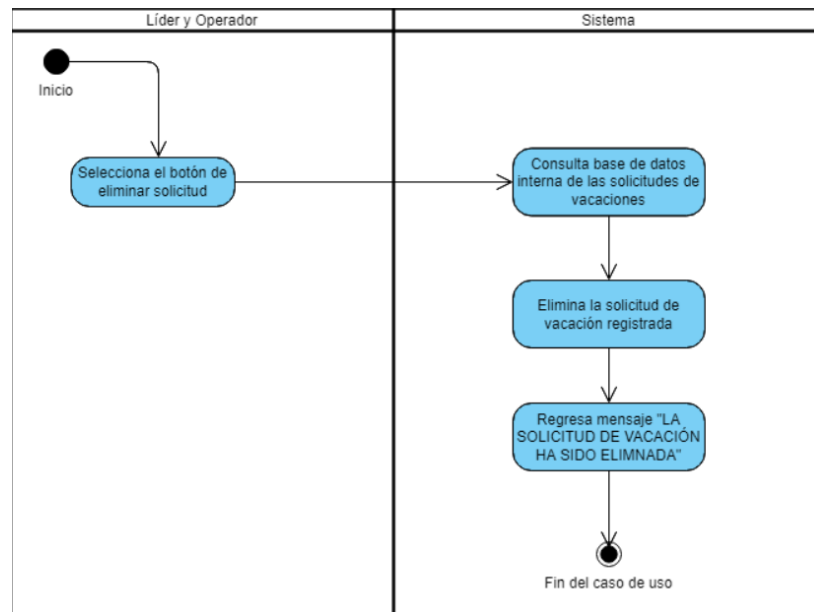 Líder y Operador
Sistema
Inicio
Selecciona el botón de
eliminar solicitud
Consulta base de datos
interna de las solicitudes de
vacaciones
Elimina la solicitud de
vacación registrada
Regresa mensaje "LA
SOLICITUD DE VACACIÓN
HA SIDO ELIMNADA"
Fin del caso de uso